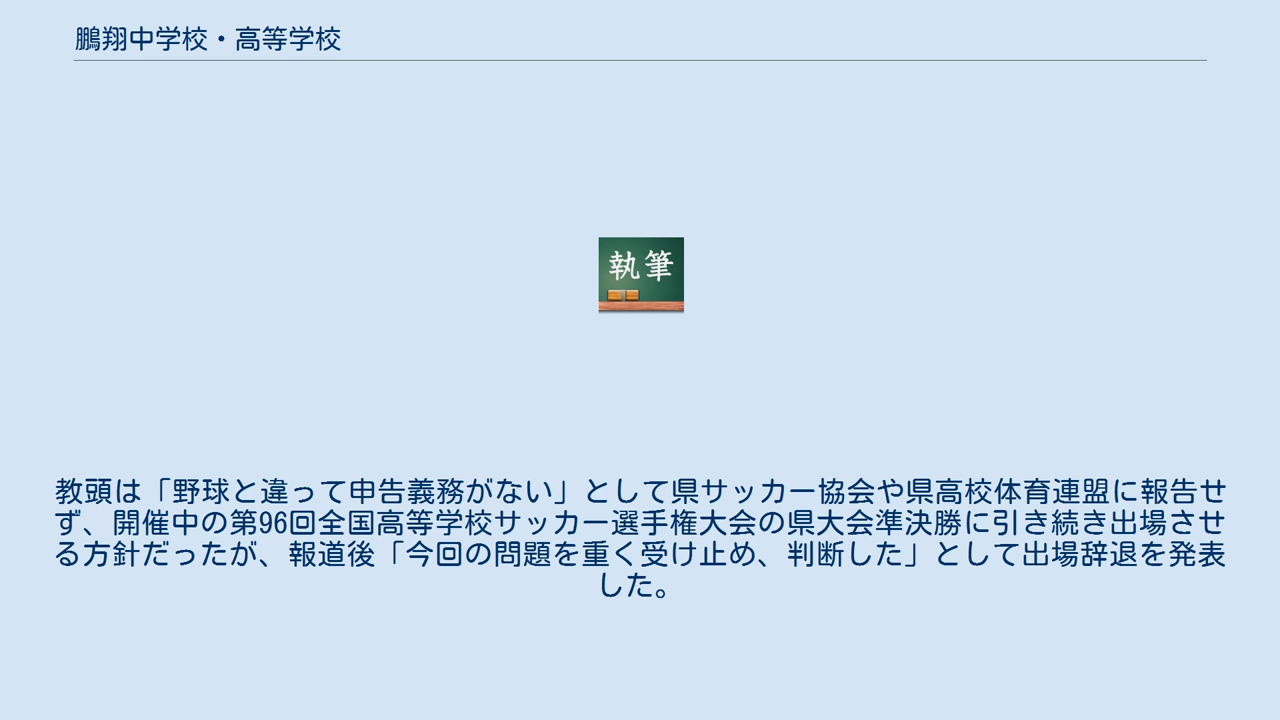 鵬翔中学校・高等学校
執筆
教頭は「野球と違って申告義務がない」として県サッカー協会や県高校体育連盟に報告せ
ず、開催中の第96回全国高等学校サッカー選手権大会の県大会準決勝に引き続き出場させ
る方針だったが、報道後「今回の問題を重く受け止め、判断した」として出場辞退を発表
した。